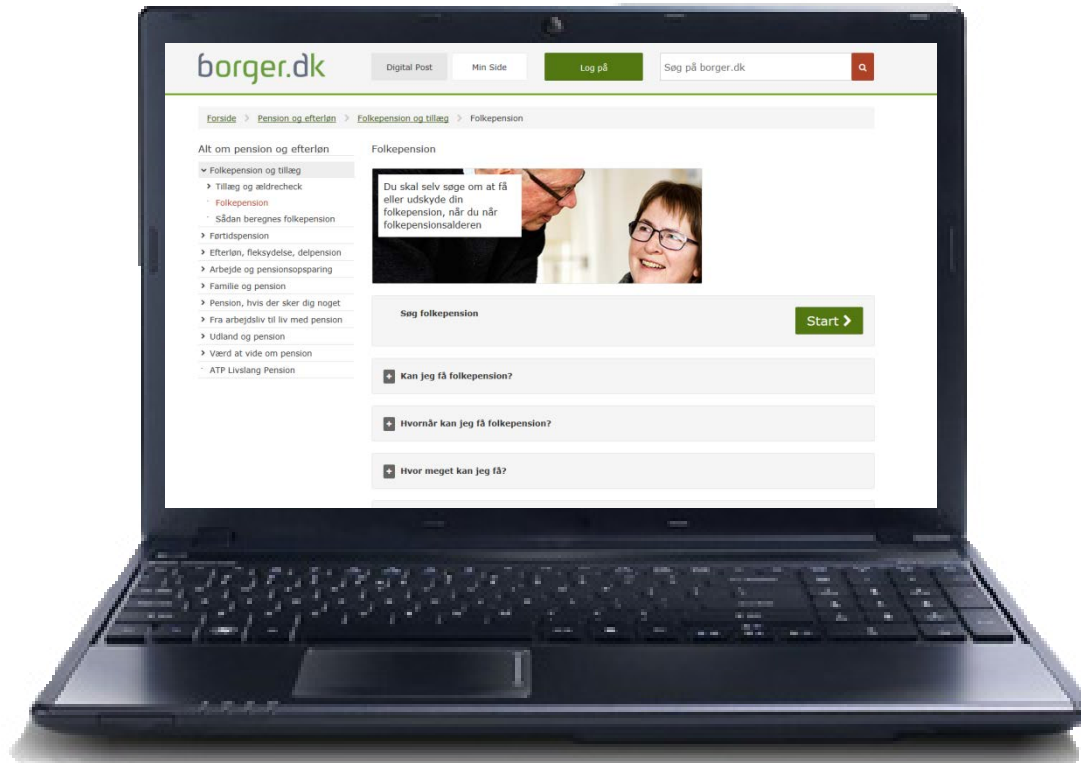 borger.dk
Digital Post
Min Side
Log på
Søg på borger.dk
Forside > Pension og efterløn > Folkepension og tillæg > Folkepension
Alt om pension og efterløn
Folkepension og tillæg
Tillæg og ældrecheck
Folkepension
Sådan beregnes folkepension
Førtidspension
Efterløn, fleksydelse, delpension
Arbejde og pensionsopsparing
Familie og pension
Pension, hvis der sker dig noget
Fra arbejdsliv til liv med pension
Udland og pension
Værd at vide om pension
ATP Livslang Pension
Folkepension
Du skal selv søge om at få
eller udskyde din
folkepension, når du når
folkepensionsalderen
Søg folkepension
Start
Kan jeg få folkepension?
Hvornår kan jeg få folkepension?
Hvor meget kan jeg få?